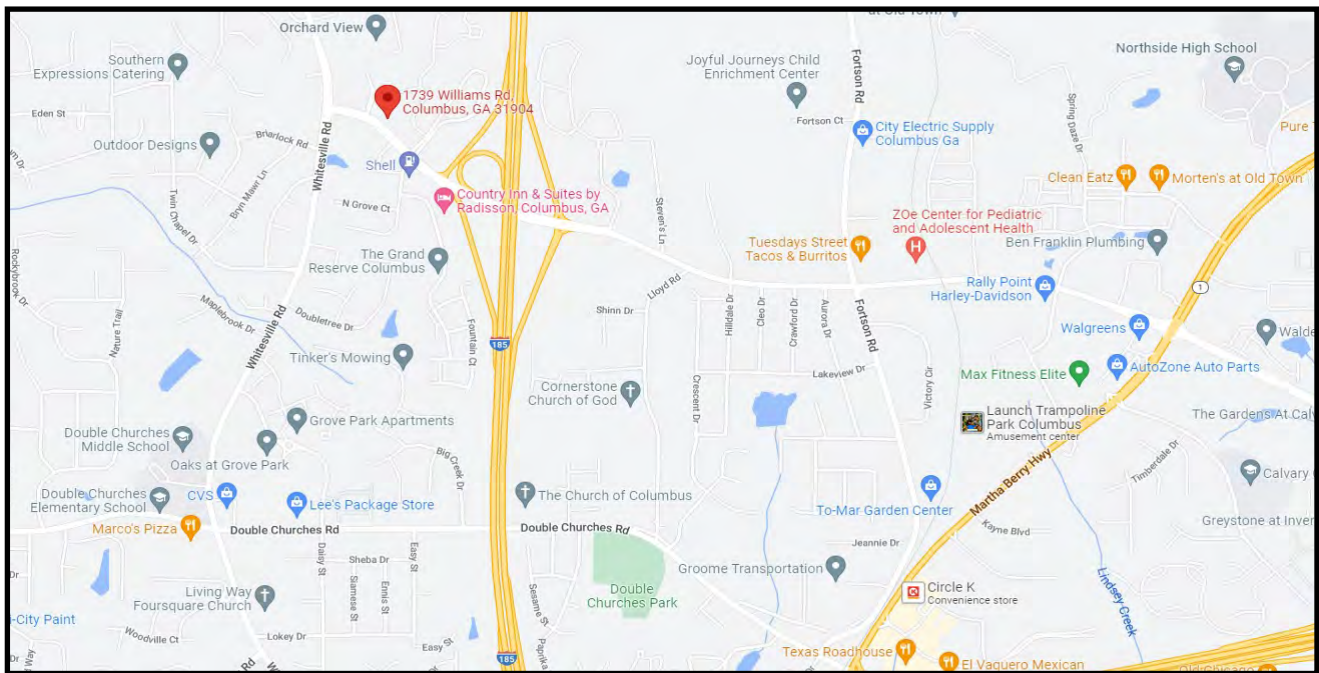 at Old Town
Orchard View
Northside High School
Southern
Expressions Catering
Joyful Journeys Child
Enrichment Center
Fortson Rd
1739 Williams Rd,
Columbus, GA 31904
Eden St
Spring Daze Dr
Fortson Ct
City Electric Supply
Columbus Ga
Pure
Briarlock Rd
Outdoor Designs
Whitesville Rd
Shell
Clean Eatz
Morten's at Old Town
Bryn Mawr Ln
Twin Chapel Dr
N Grove Ct
Country Inn & Suites by
Radisson, Columbus, GA
Steven's Ln
ZOe Center for Pediatric
and Adolescent Health
Tuesdays Street
Tacos & Burritos
Ben Franklin Plumbing
The Grand
Reserve Columbus
Rockybrook Dr
Lloyd Rd
Rally Point
Harley-Davidson
1
Shinn Dr
Maplebrook Dr
Doubletree Dr
Whitesville Rd
Nature Trail
Fountain Ct
Hilldale Dr
Cleo Dr
Crawford Dr
Aurora Dr
Fortson Rd
Walgreens
Walde
185
Tinker's Mowing
Lakeview Dr
Max Fitness Elite
AutoZone Auto Parts
Cornerstone
Church of God
Crescent Dr
Victory Cir
Launch Trampoline
Park Columbus
Amusement center
The Gardens At Calv
Grove Park Apartments
Double Churches
Middle School
Oaks at Grove Park
Big Creek Dr
Timberdale Dr
Calvary
Martha Berry Hwy
Double Churches
Elementary School
CVS
Lee's Package Store
The Church of Columbus
To-Mar Garden Center
Greystone at Inver
Marco's Pizza
Double Churches Rd
Double Churches Rd
Kayne Blvd
Jeannie Dr
Dr
Daisy St
Sheba Dr
Siamese St
Ennis St
Easy St
Groome Transportation
Lindsey Creek
Living Way
Foursquare Church
Sesame St
Double
Churches Park
Circle K
Convenience store
i-City Paint
Woodville Ct
Lokey Dr
Easy St
Paprika
Texas Roadhouse
185
El Vaquero Mexican
Way
Rd
W
Old Chicago